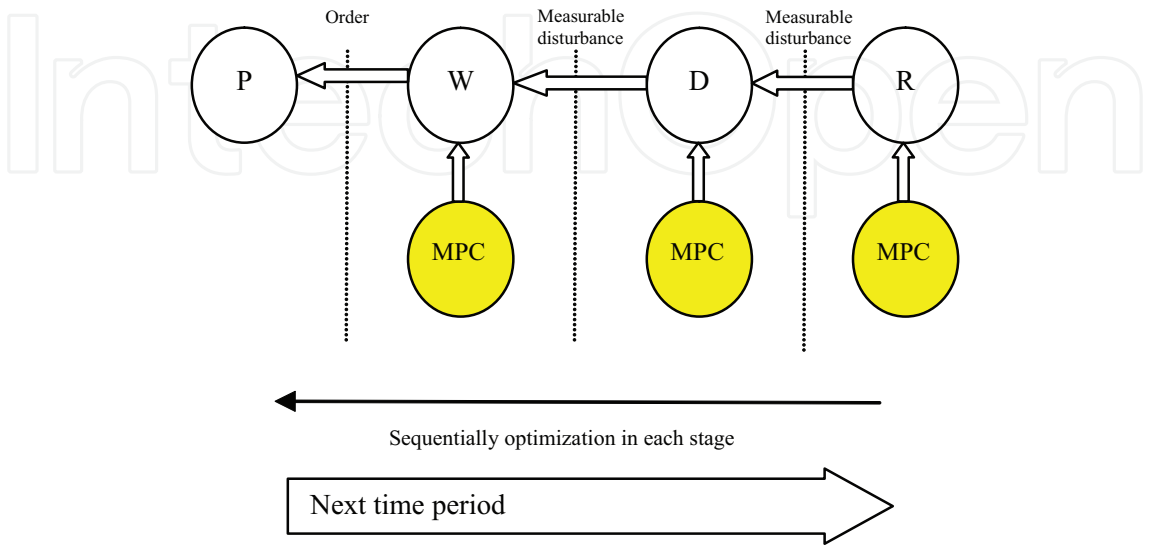 Order
Measurable
disturbance
Measurable
disturbance
P
W
D
R
IntechOpen
MPC
MPC
MPC
Sequentially optimization in each stage
Next time period